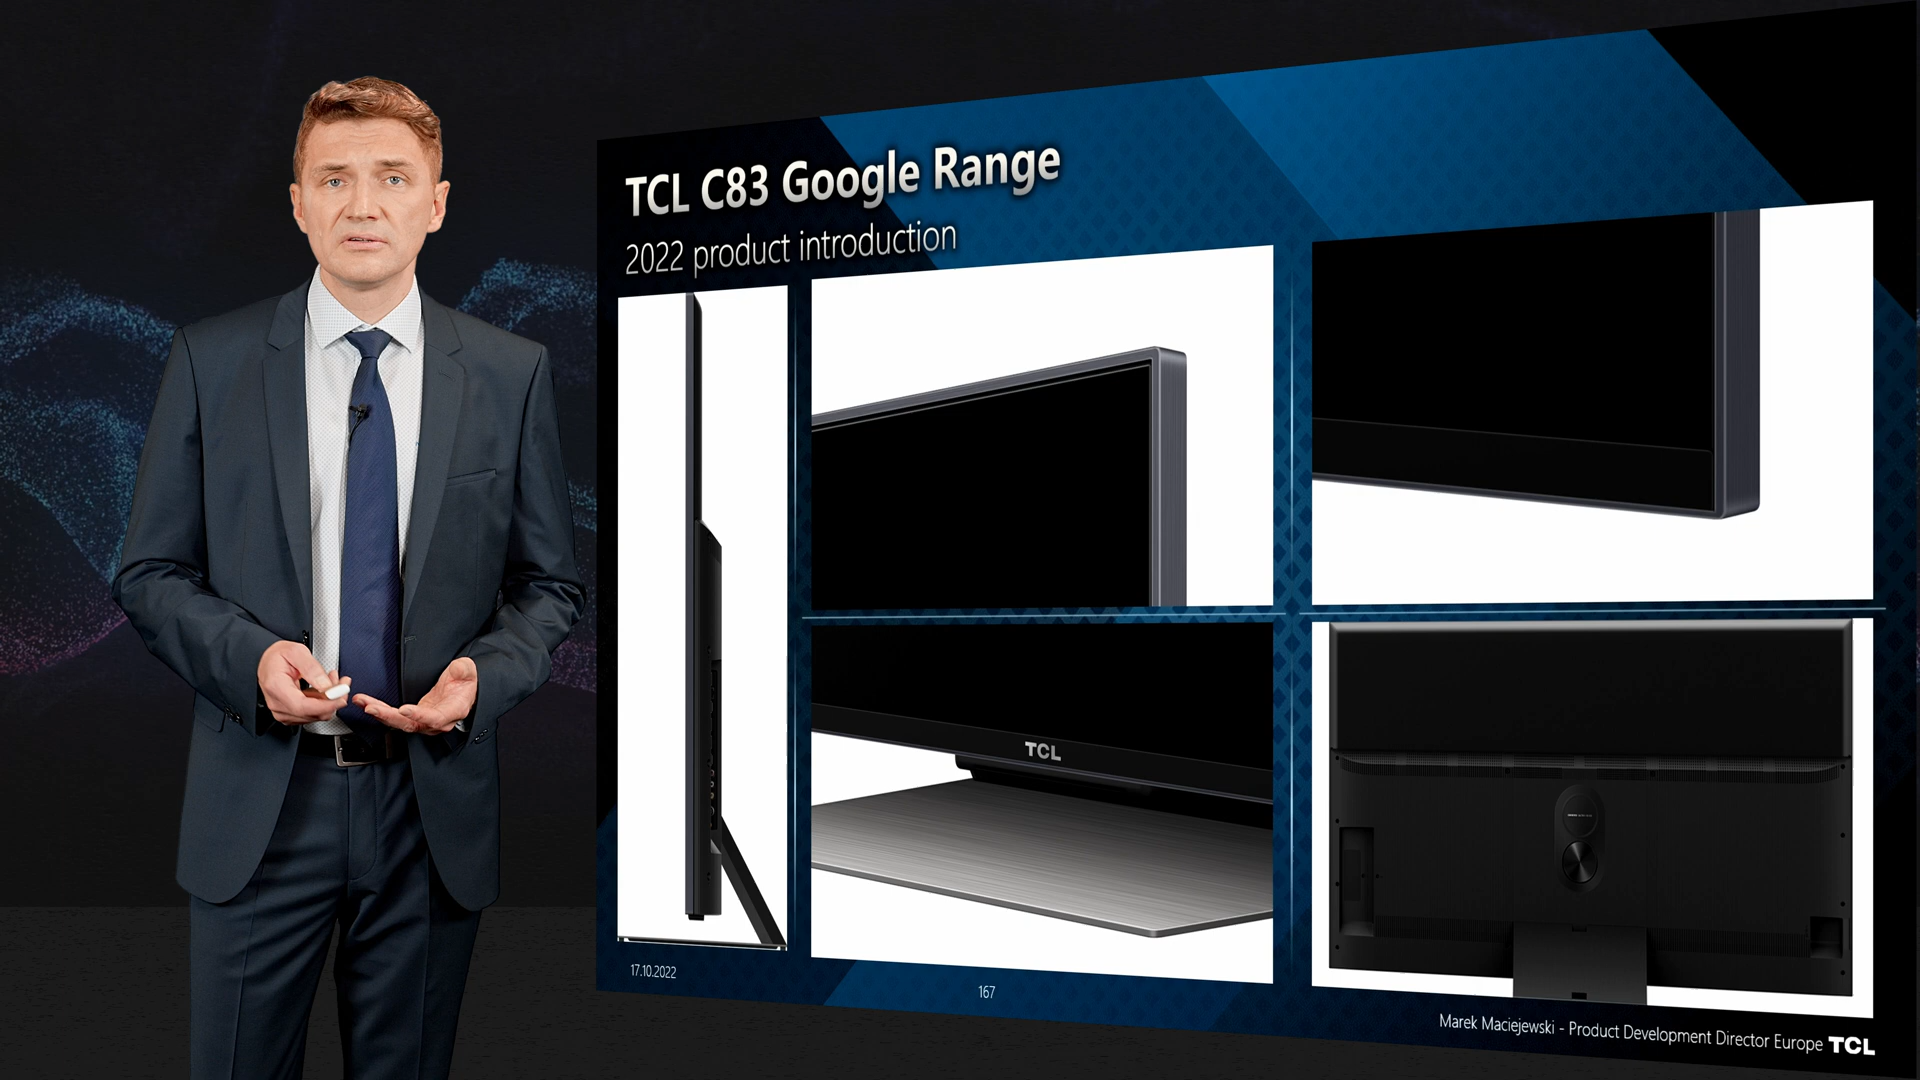 TCL C83 Google Range
2022 product introduction
TCL
17.10.2022
167
Marek Maciejewski - Product Development Director Europe TCL